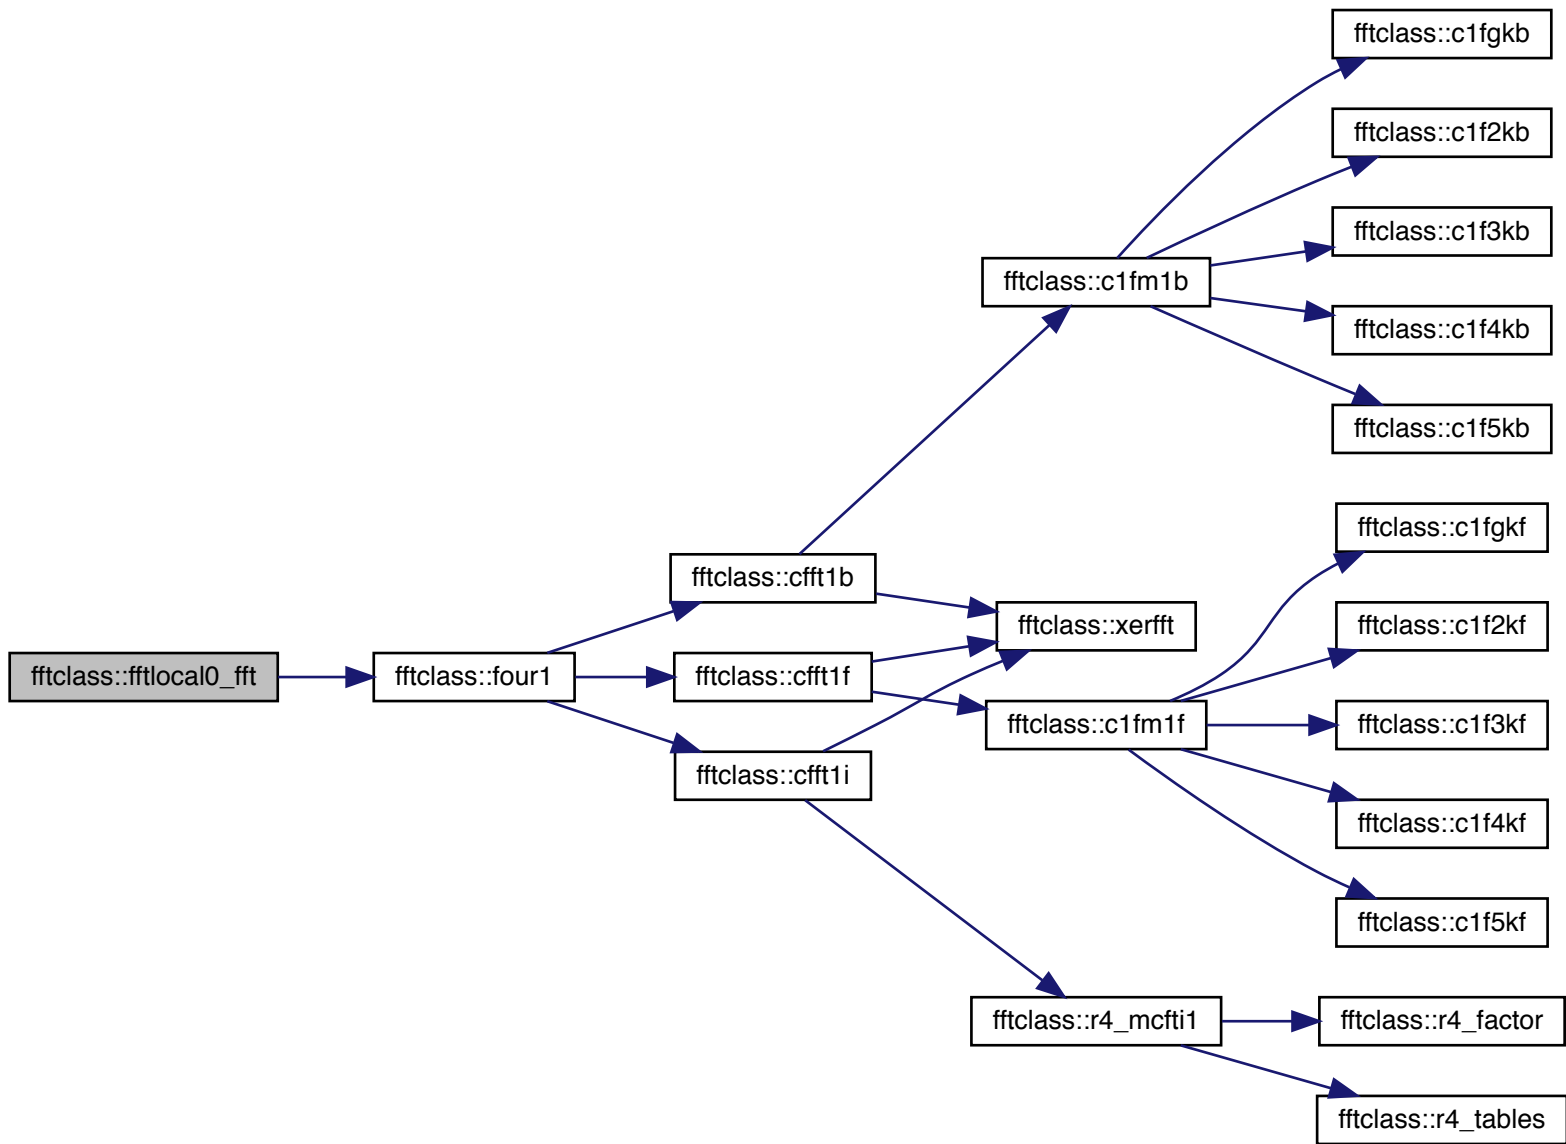 fftclass::c1fgkb
fftclass::c1f2kb
fftclass::c1f3kb
fftclass::c1fm1b
fftclass::c1f4kb
fftclass::c1f5kb
fftclass::c1fgkf
fftclass::cfft1b
fftclass::xerfft
fftclass::c1f2kf
fftclass::fftlocal0_fft
fftclass::four1
fftclass::cfft1f
fftclass::c1fm1f
fftclass::c1f3kf
fftclass::cfft1i
fftclass::c1f4kf
fftclass::c1f5kf
fftclass::r4_mcfti1
fftclass::r4_factor
fftclass::r4_tables